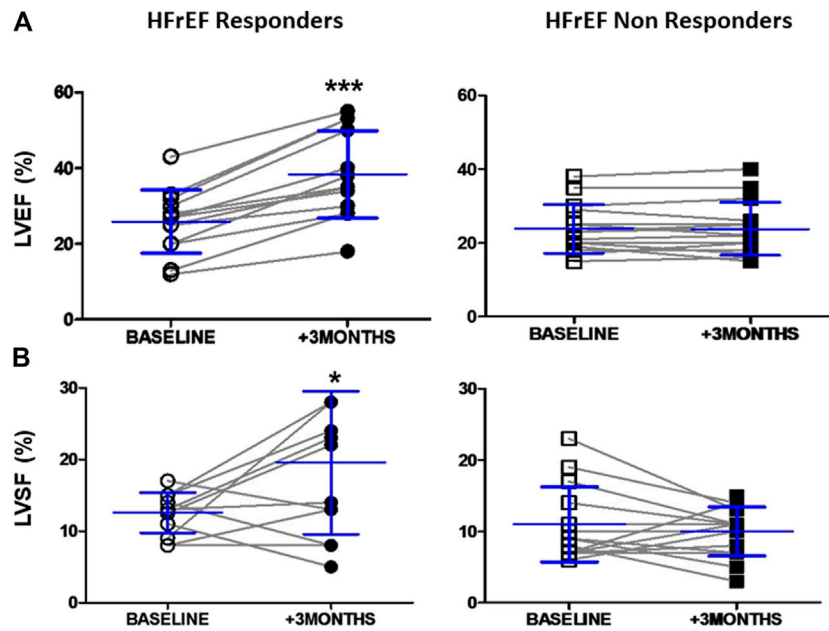 A
HFrEF Responders
HFrEF Non Responders
***
60
40
20
0
LVEF (%)
BASELINE
+3MONTHS
60
40
20
0
BASELINE
+3MONTHS
B
*
30
20
10
0
LVSF (%)
BASELINE
+3MONTHS
30
20
10
0
BASELINE
+3MONTHS